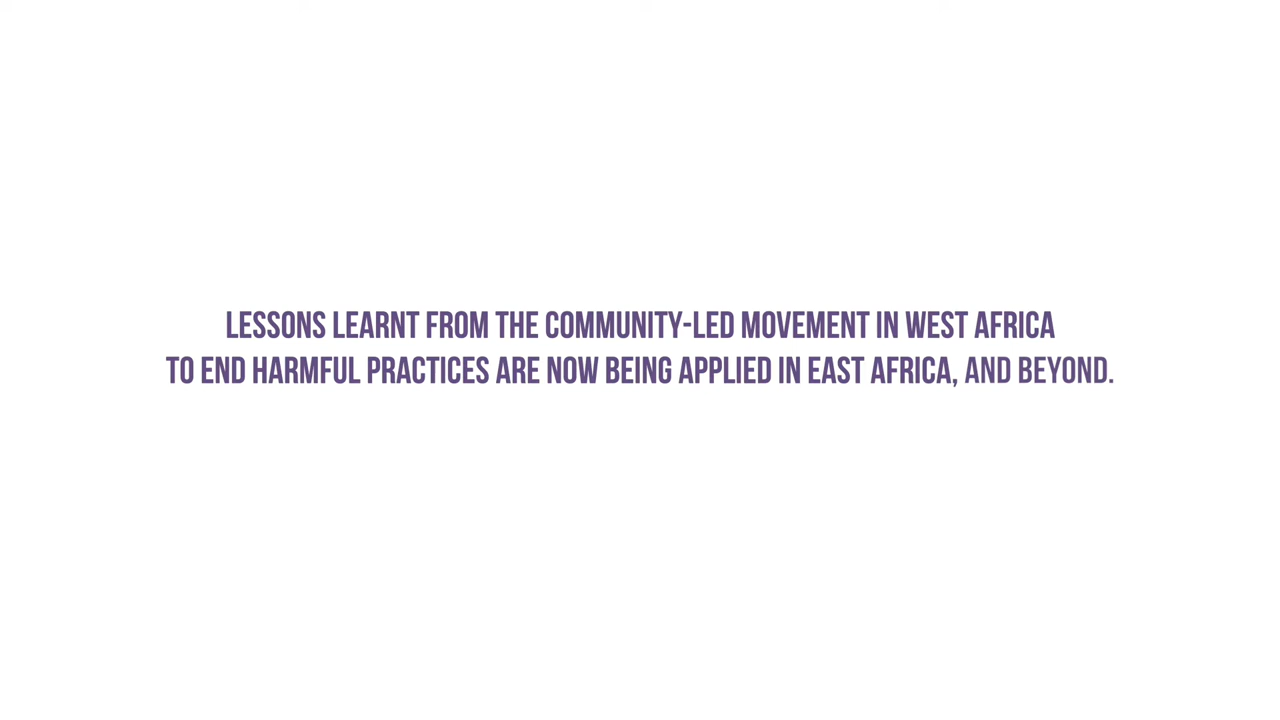 LESSONS LEARNT FROM THE COMMUNITY-LED MOVEMENT IN WEST AFRICA
TO END HARMFUL PRACTICES ARE NOW BEING APPLIED IN EAST AFRICA, AND BEYOND.